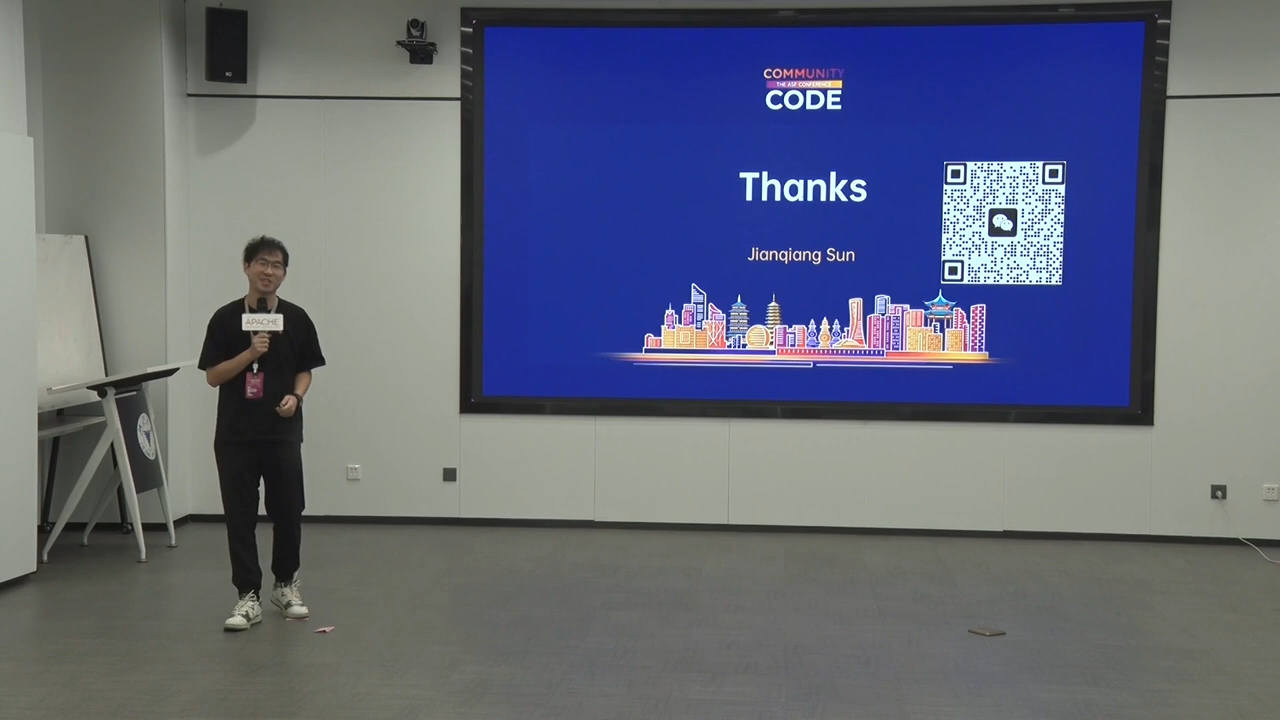 COMMUNITY
THE ASF CONFERENCE
CODE
Thanks
Jianqiang Sun
APACHE